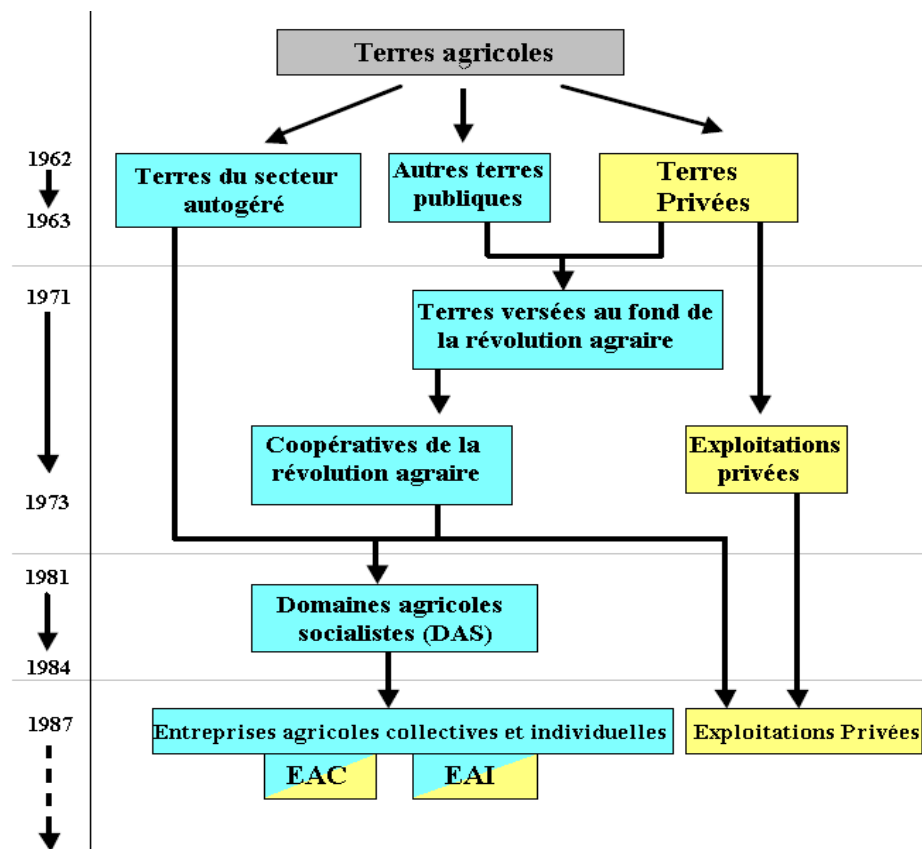 Terres agricoles
1962
1963
Terres du secteur
autogéré
Autres terres
publiques
Terres
Privées
1971
1973
Terres versées au fond de
la révolution agraire
Coopératives de la
révolution agraire
Exploitations
privées
1981
1984
Domaines agricoles
socialistes (DAS)
1987
Entreprises agricoles collectives et individuelles
Exploitations Privées
EAC
EAI